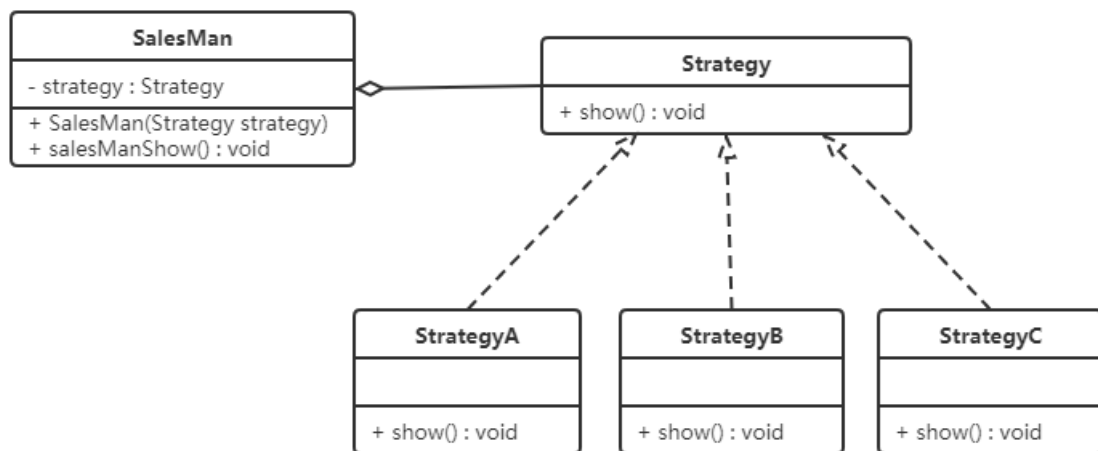 SalesMan
- strategy : Strategy
+ SalesMan(Strategy strategy)
+ salesManShow() : void
Strategy
+ show() : void
StrategyA
+ show() : void
StrategyB
+ show() : void
StrategyC
+ show() : void